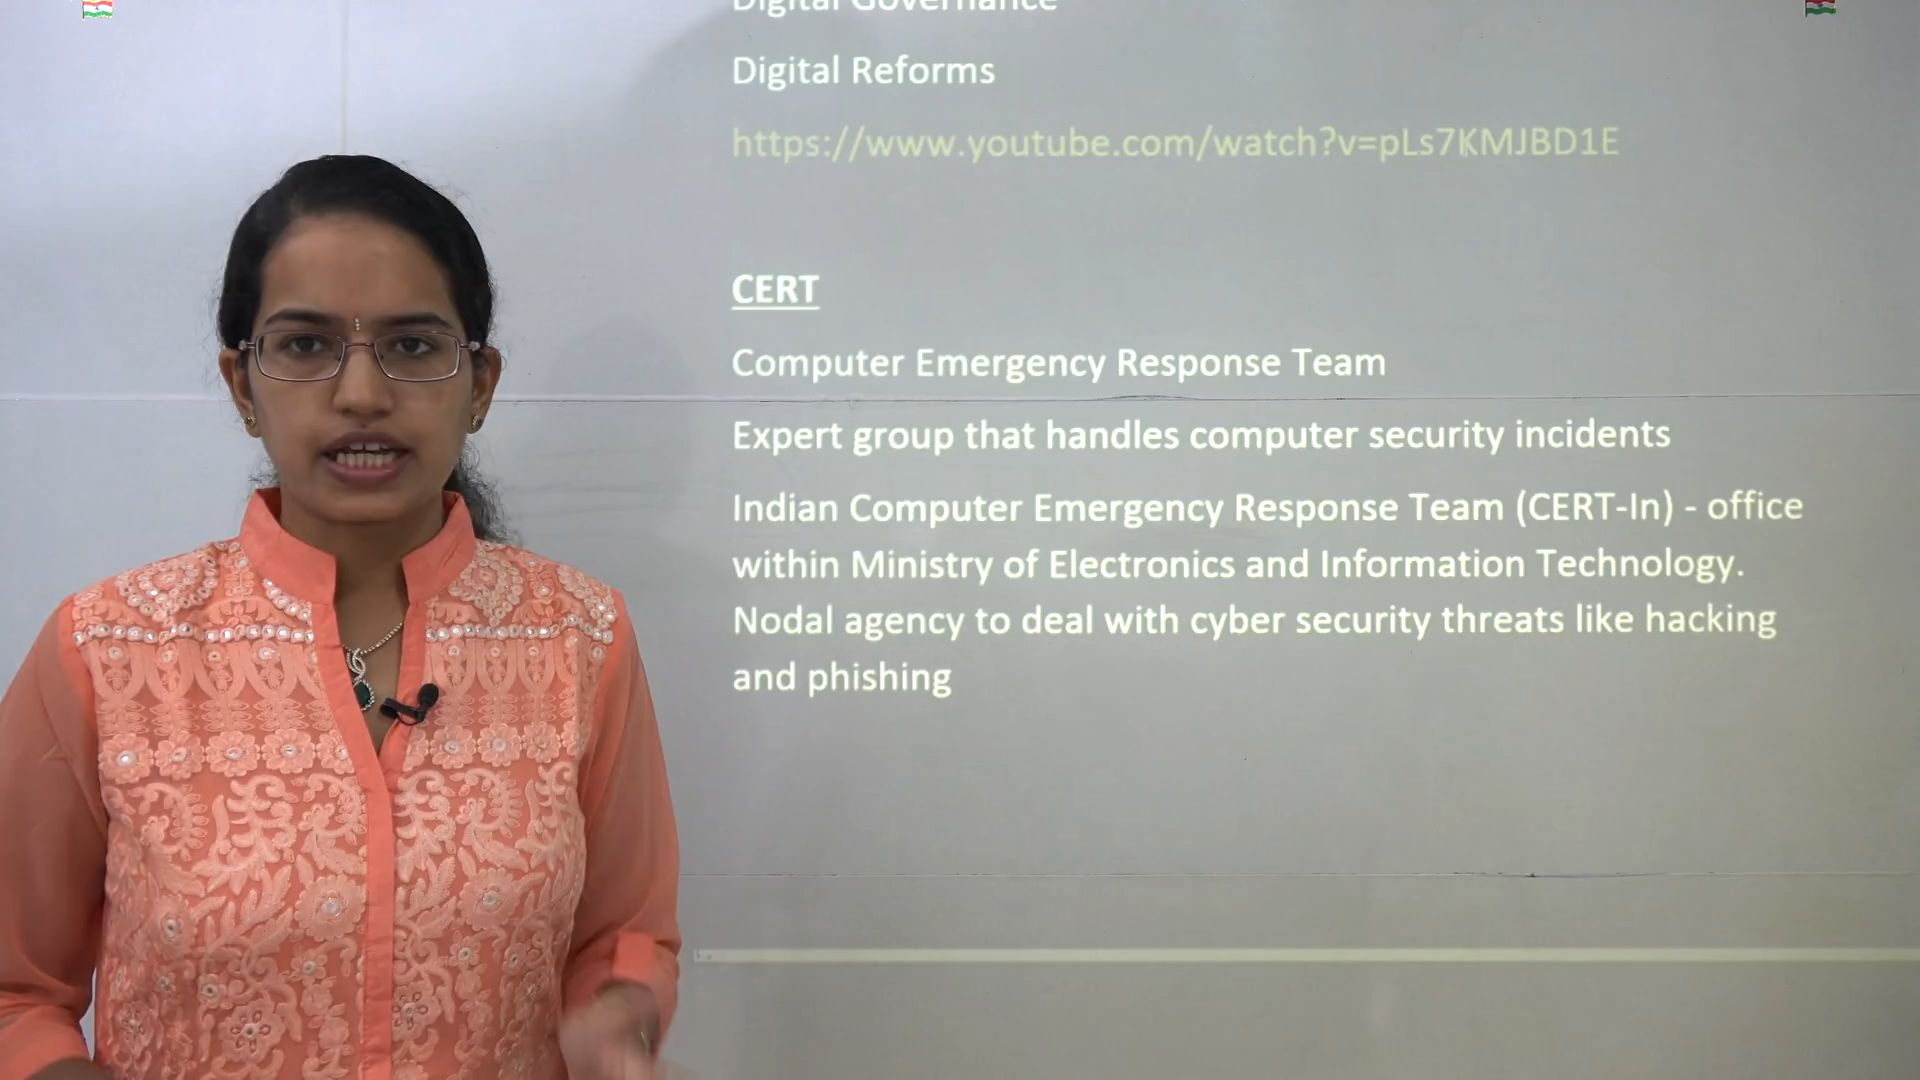 Digital Governance
Digital Reforms
https://www.youtube.com/watch?v=pLs7KMJBD1E
CERT
Computer Emergency Response Team
Expert group that handles computer security incidents
Indian Computer Emergency Response Team (CERT-In) - office
within Ministry of Electronics and Information Technology.
Nodal agency to deal with cyber security threats like hacking
and phishing